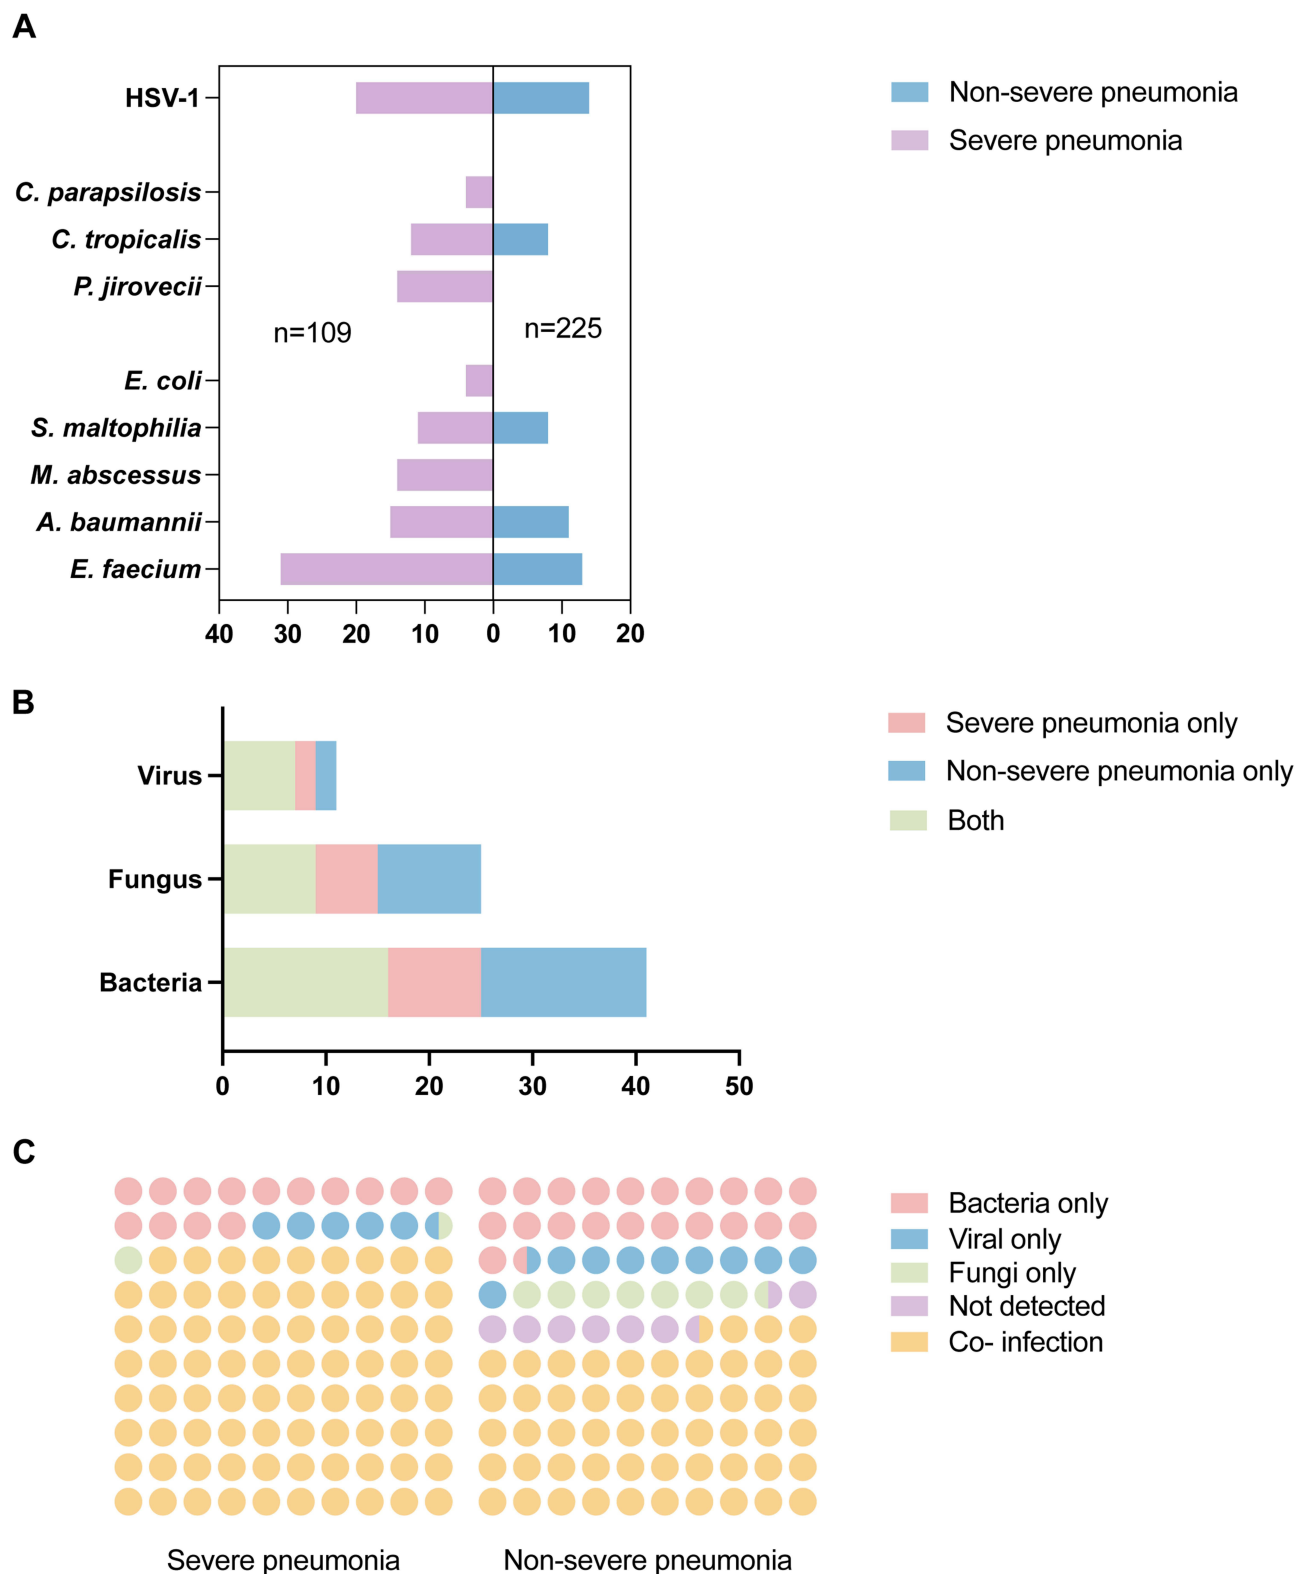 A
HSV-1
C. parapsilosis
C. tropicalis
P. jirovecii
n=109
n=225
E. coli
S. maltophilia
M. abscessus
A. baumannii
E. faecium
40 30 20 10 0 10 20
Non-severe pneumonia
Severe pneumonia
B
Virus
Fungus
Bacteria
0 10 20 30 40 50
Severe pneumonia only
Non-severe pneumonia only
Both
C
Bacteria only
Viral only
Fungi only
Not detected
Co- infection
Severe pneumonia
Non-severe pneumonia